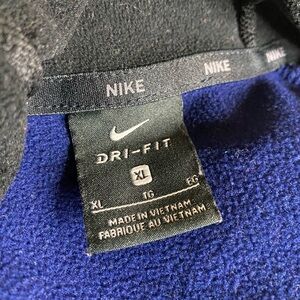 NIKE
NIKE
NIKE
DRI-FIT
XL
XL TG EG
MADE IN VIETNAM
FABRIQUÉ AU VIETNAM